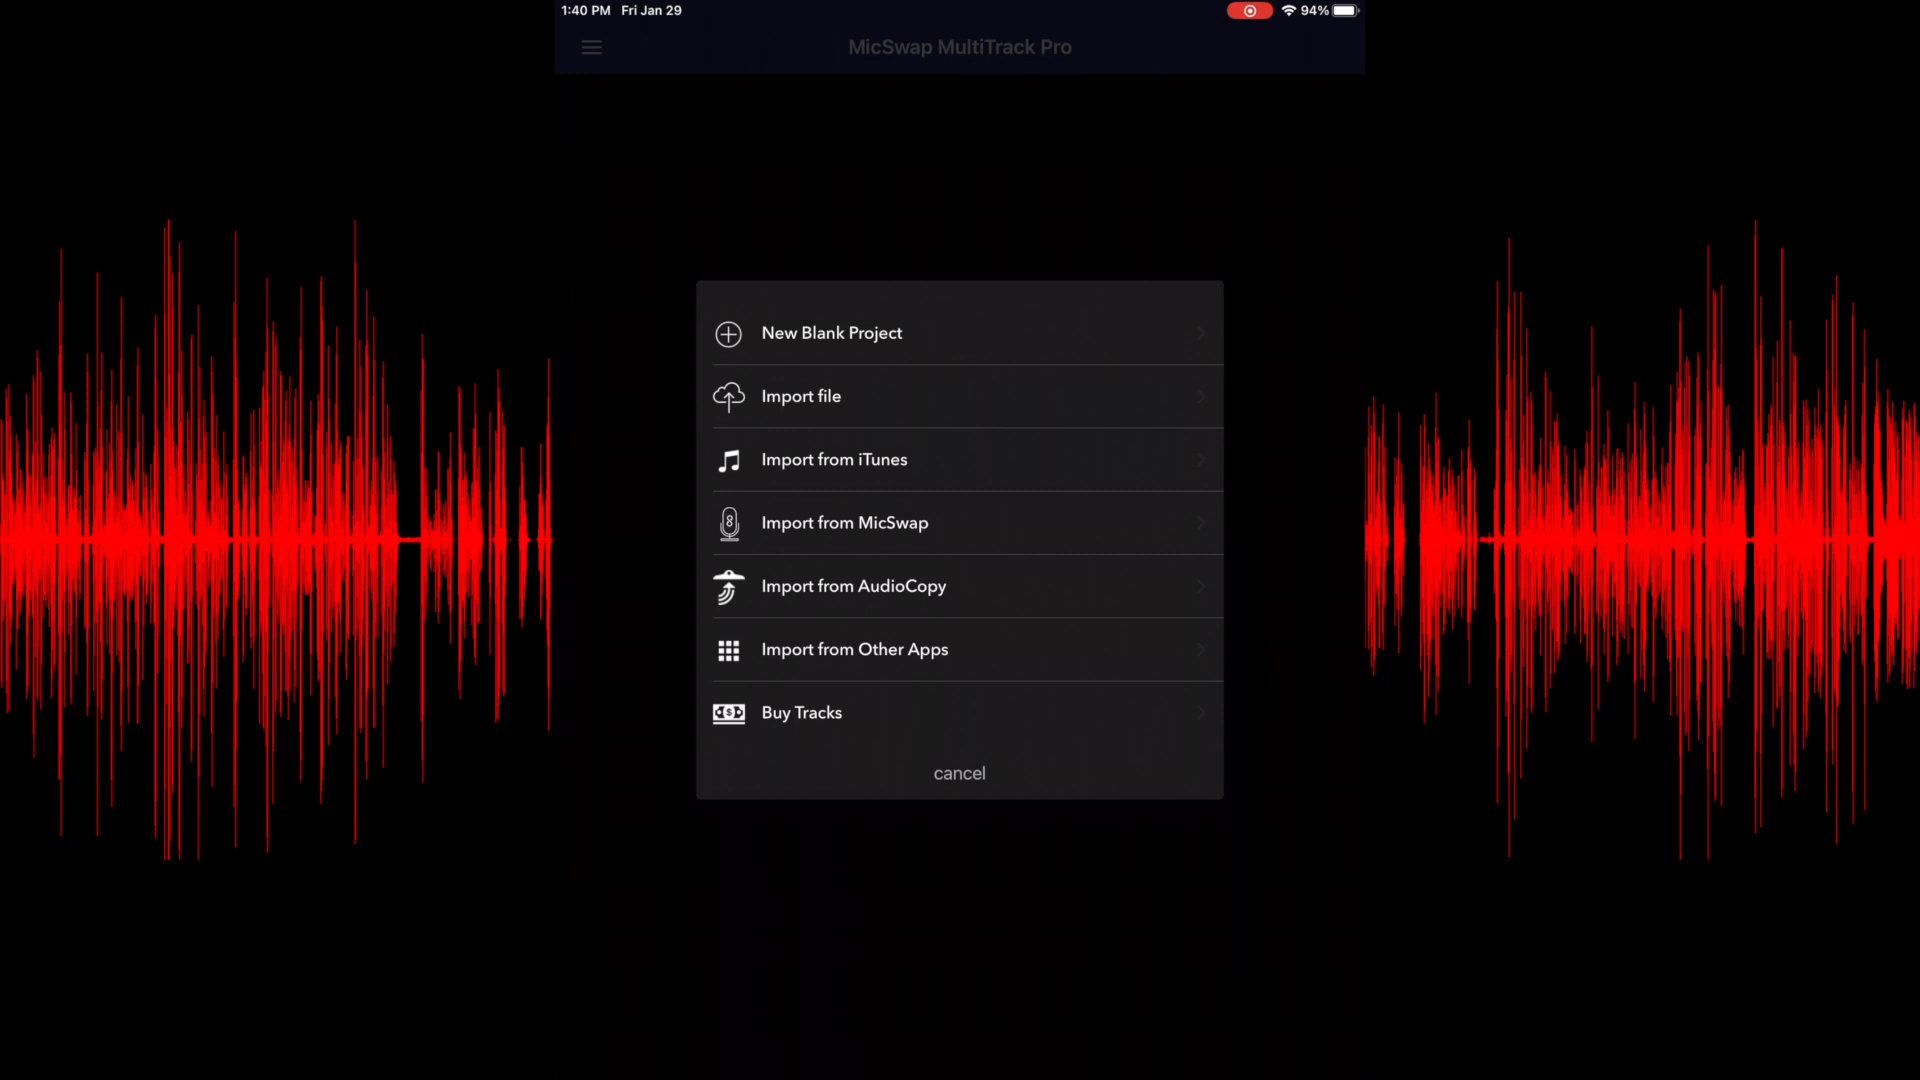 1:40 PM Fri Jan 29
94%
MicSwap MultiTrack Pro
New Blank Project
Import file
Import from iTunes
Import from MicSwap
Import from AudioCopy
Import from Other Apps
Buy Tracks
cancel